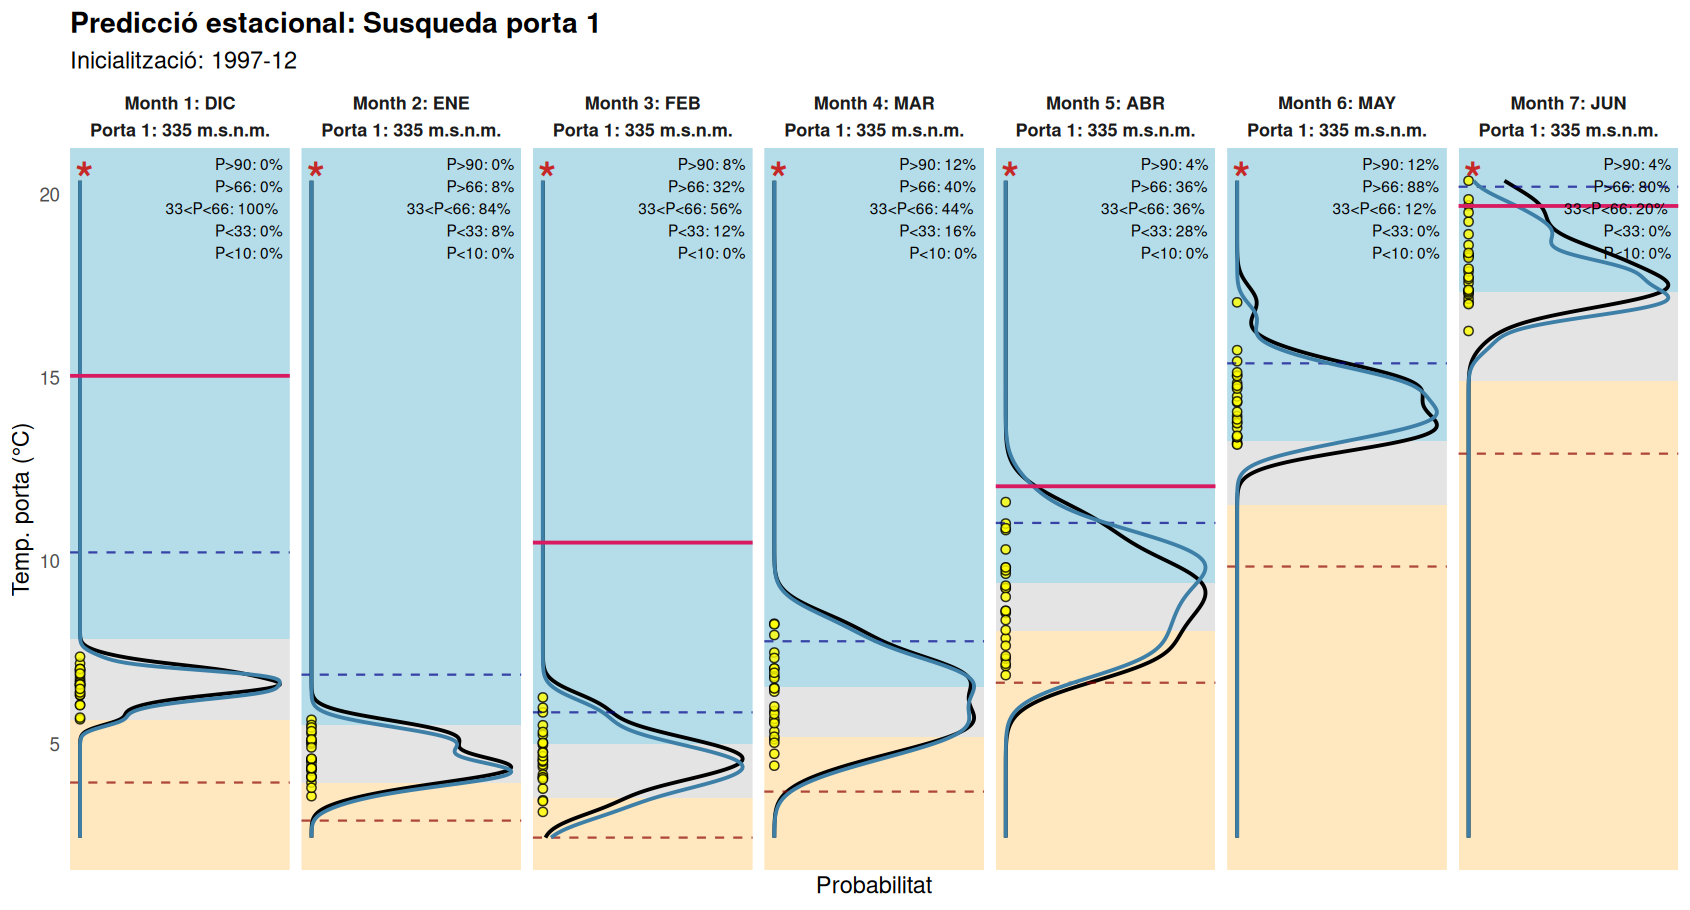 Predicció estacional: Susqueda porta 1
Inicialització: 1997-12
Month 1: DIC
Porta 1: 335 m.s.n.m.
Month 2: ENE
Porta 1: 335 m.s.n.m.
Month 3: FEB
Porta 1: 335 m.s.n.m.
Month 4: MAR
Porta 1: 335 m.s.n.m.
Month 5: ABR
Porta 1: 335 m.s.n.m.
Month 6: MAY
Porta 1: 335 m.s.n.m.
Month 7: JUN
Porta 1: 335 m.s.n.m.
*
P>90: 0%
P>66: 0%
33<P<66: 100%
P<33: 0%
P<10: 0%
*
P>90: 0%
P>66: 8%
33<P<66: 84%
P<33: 8%
P<10: 0%
*
P>90: 8%
P>66: 32%
33<P<66: 56%
P<33: 12%
P<10: 0%
*
P>90: 12%
P>66: 40%
33<P<66: 44%
P<33: 16%
P<10: 0%
*
P>90: 4%
P>66: 36%
33<P<66: 36%
P<33: 28%
P<10: 0%
*
P>90: 12%
P>66: 88%
33<P<66: 12%
P<33: 0%
P<10: 0%
*
P>90: 4%
P>66: 80%
33<P<66: 20%
P<33: 0%
P<10: 0%
20
15
10
5
Temp. porta (°C)
Probabilitat